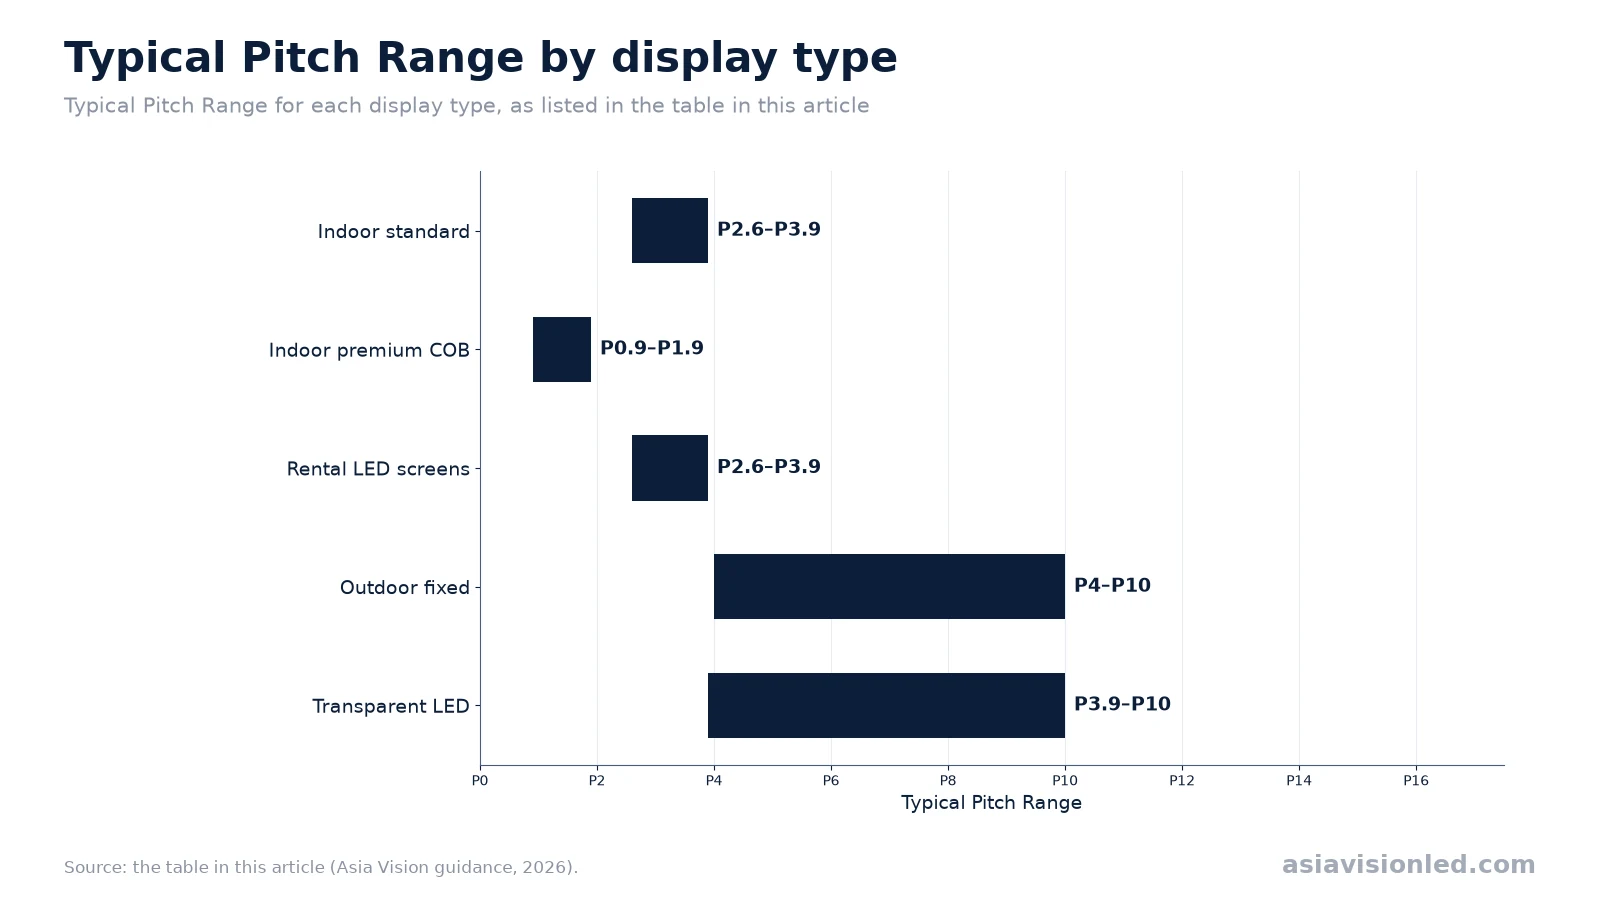 Typical Pitch Range by display type
Typical Pitch Range for each display type, as listed in the table in this article
Indoor standard
P2.6–P3.9
Indoor premium COB
P0.9–P1.9
Rental LED screens
P2.6–P3.9
Outdoor fixed
P4–P10
Transparent LED
P3.9–P10
P0 P2 P4 P6 P8 P10 P12 P14 P16
Typical Pitch Range
Source: the table in this article (Asia Vision guidance, 2026).
asiavisionled.com